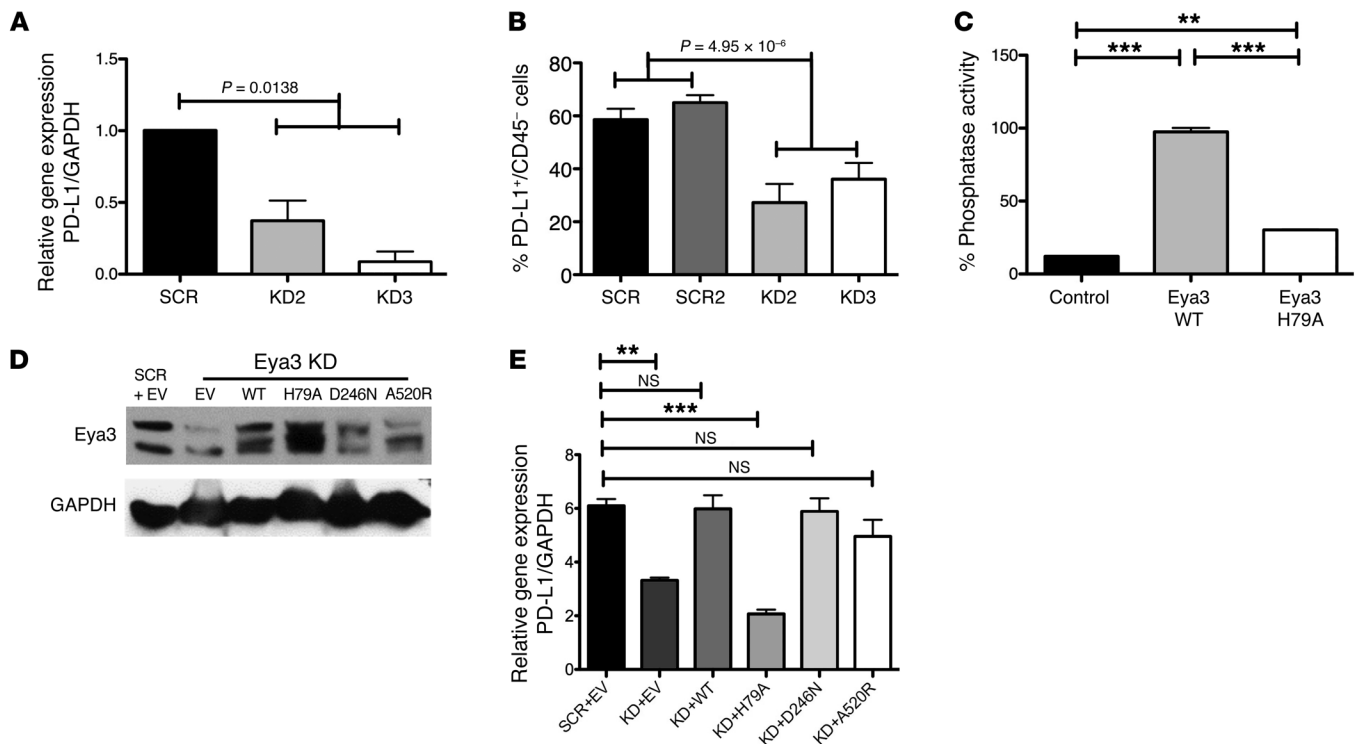 A
Relative gene expression
PD-L1/GAPDH
1.5
1.0
0.5
0.0
P = 0.0138
SCR
KD2
KD3
B
% PD-L1⁺/CD45⁻ cells
80
60
40
20
0
P = 4.95 × 10⁻⁶
SCR
SCR2
KD2
KD3
C
% Phosphatase activity
150
100
50
0
**
***
***
Control
Eya3
WT
Eya3
H79A
D
Eya3 KD
SCR
+ EV
EV
WT
H79A
D246N
A520R
Eya3
GAPDH
E
**
NS
***
NS
NS
Relative gene expression
PD-L1/GAPDH
8
6
4
2
0
SCR+EV
KD+EV
KD+WT
KD+H79A
KD+D246N
KD+A520R